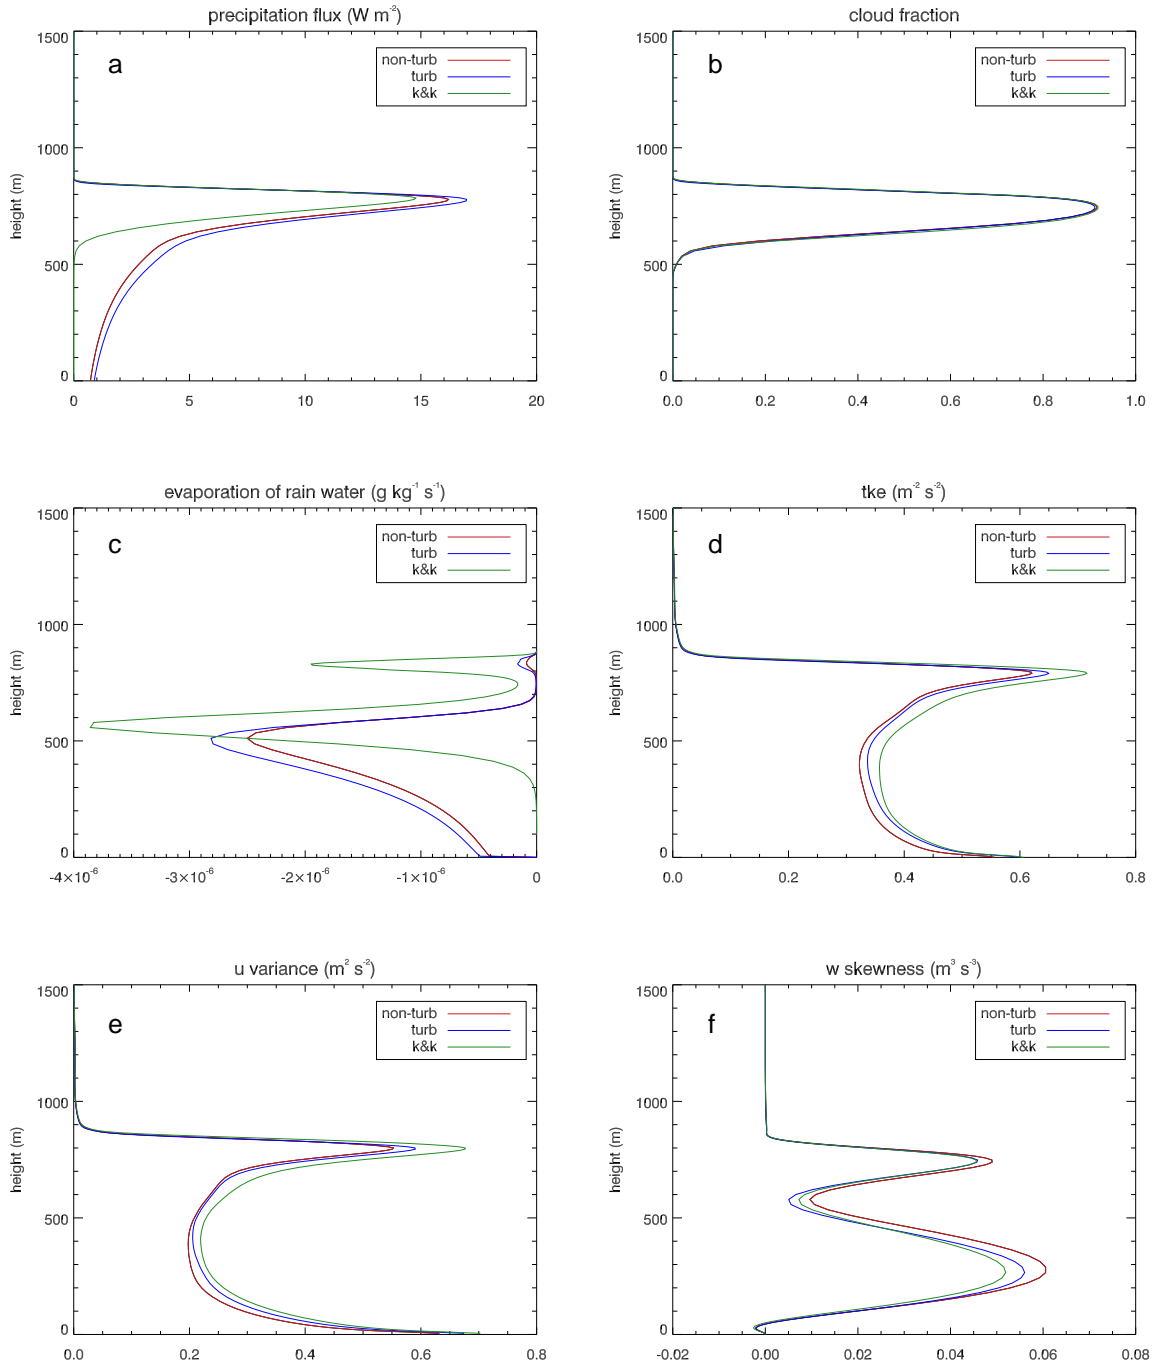 precipitation flux (W m⁻²)
a
non-turb
turb
k&k
height (m)
1500
1000
500
0
0 5 10 15 20
cloud fraction
b
non-turb
turb
k&k
height (m)
1500
1000
500
0
0.0 0.2 0.4 0.6 0.8 1.0
evaporation of rain water (g kg⁻¹ s⁻¹)
c
non-turb
turb
k&k
height (m)
1500
1000
500
0
-4×10⁻⁶ -3×10⁻⁶ -2×10⁻⁶ -1×10⁻⁶ 0
tke (m⁻² s⁻²)
d
non-turb
turb
k&k
height (m)
1500
1000
500
0
0.0 0.2 0.4 0.6 0.8
u variance (m² s⁻²)
e
non-turb
turb
k&k
height (m)
1500
1000
500
0
0.0 0.2 0.4 0.6 0.8
w skewness (m³ s⁻³)
f
non-turb
turb
k&k
height (m)
1500
1000
500
0
-0.02 0.00 0.02 0.04 0.06 0.08